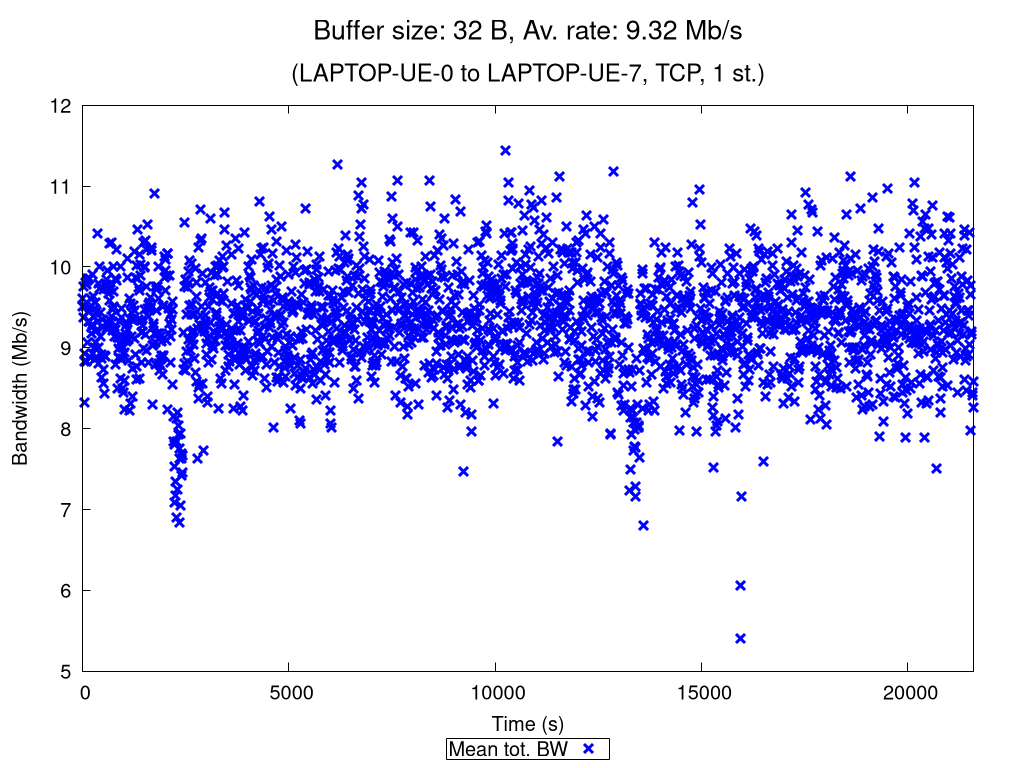 Buffer size: 32 B, Av. rate: 9.32 Mb/s
(LAPTOP-UE-0 to LAPTOP-UE-7, TCP, 1 st.)
12
11
10
9
8
7
6
5
Bandwidth (Mb/s)
0 5000 10000 15000 20000
Time (s)
Mean tot. BW